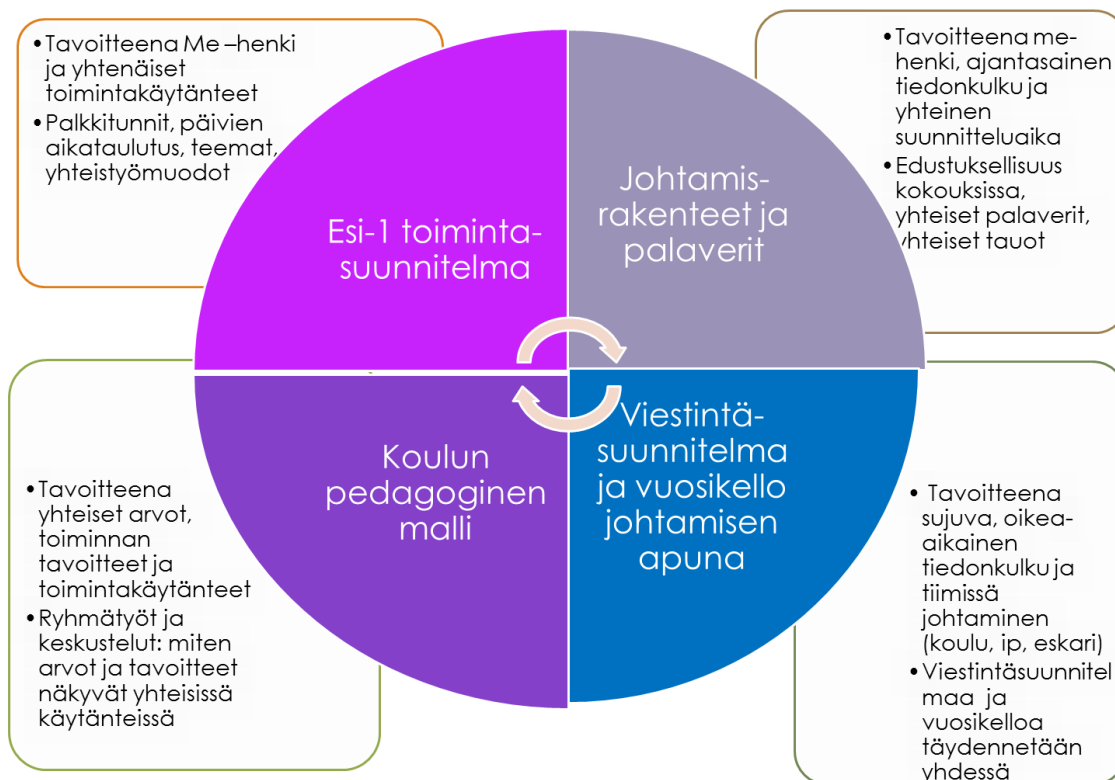 •Tavoitteena Me –henki
ja yhtenäiset
toimintakäytänteet
•Palkkitunnit, päivien
aikataulutus, teemat,
yhteistyömuodot
Esi-1 toiminta-
suunnitelma
Johtamis-
rakenteet ja
palaverit
•Tavoitteena me-
henki, ajantasainen
tiedonkulku ja
yhteinen
suunnitteluaika
•Edustuksellisuus
kokouksissa,
yhteiset palaverit,
yhteiset tauot
•Tavoitteena
yhteiset arvot,
toiminnan
tavoitteet ja
toimintakäytänteet
•Ryhmätyöt ja
keskustelut: miten
arvot ja tavoitteet
näkyvät yhteisissä
käytänteissä
Koulun
pedagoginen
malli
Viestintä-
suunnitelma
ja vuosikello
johtamisen
apuna
• Tavoitteena
sujuva, oikea-
aikainen
tiedonkulku ja
tiimissä
johtaminen
(koulu, ip, eskari)
•Viestintäsuunnitel
maa ja
vuosikelloa
täydennetään
yhdessä